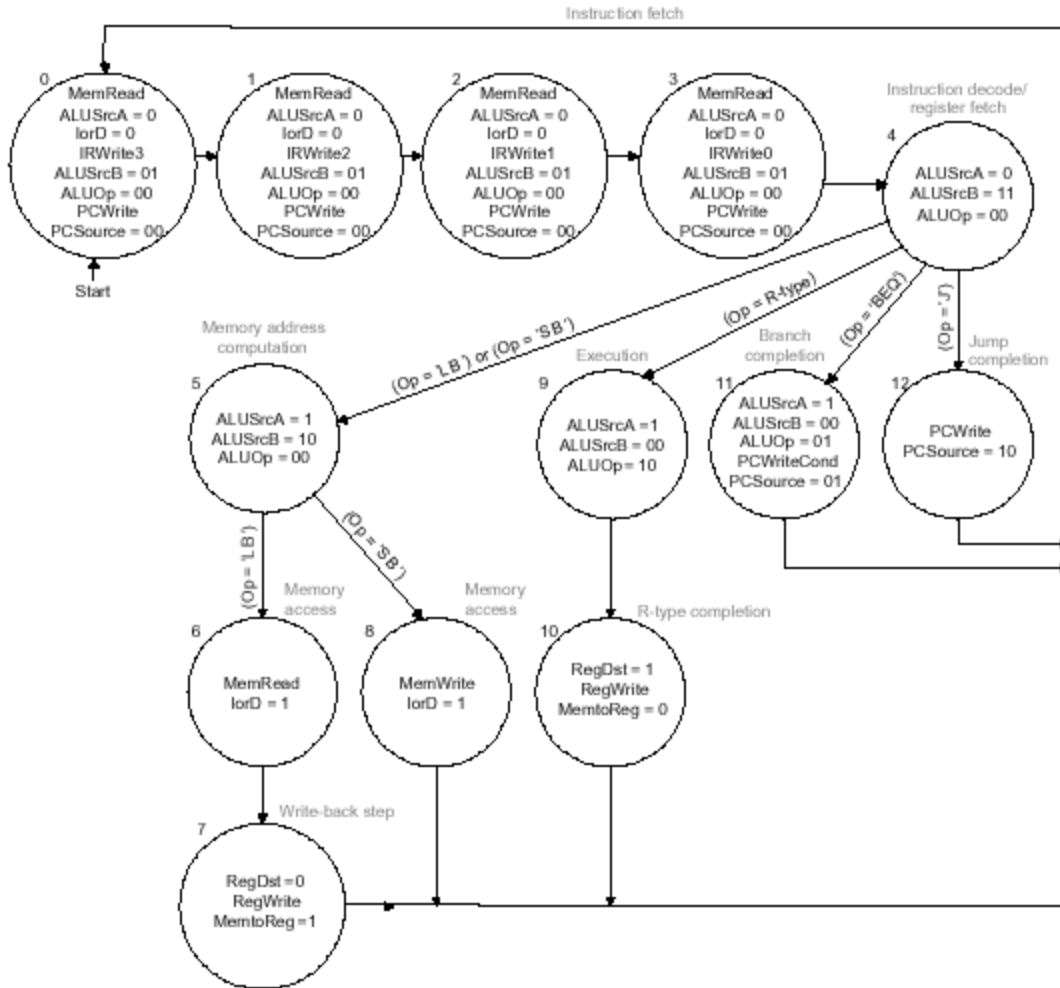 Instruction fetch
0
MemRead
ALUSrcA = 0
IorD = 0
IRWrite3
ALUSrcB = 01
ALUOp = 00
PCWrite
PCSource = 00
Start
1
MemRead
ALUSrcA = 0
IorD = 0
IRWrite2
ALUSrcB = 01
ALUOp = 00
PCWrite
PCSource = 00
2
MemRead
ALUSrcA = 0
IorD = 0
IRWrite1
ALUSrcB = 01
ALUOp = 00
PCWrite
PCSource = 00
3
MemRead
ALUSrcA = 0
IorD = 0
IRWrite0
ALUSrcB = 01
ALUOp = 00
PCWrite
PCSource = 00
Instruction decode/
register fetch
4
ALUSrcA = 0
ALUSrcB = 11
ALUOp = 00
(Op = 'LB') or (Op = 'SB')
(Op = R-type)
(Op = 'BEQ')
(Op = 'J')
Memory address
computation
5
ALUSrcA = 1
ALUSrcB = 10
ALUOp = 00
Execution
9
ALUSrcA =1
ALUSrcB = 00
ALUOp= 10
Branch
completion
11
ALUSrcA = 1
ALUSrcB = 00
ALUOp = 01
PCWriteCond
PCSource = 01
Jump
completion
12
PCWrite
PCSource = 10
(Op = 'LB')
(Op = 'SB')
Memory
access
6
MemRead
IorD = 1
Memory
access
8
MemWrite
IorD = 1
R-type completion
10
RegDst = 1
RegWrite
MemtoReg = 0
Write-back step
7
RegDst =0
RegWrite
MemtoReg =1